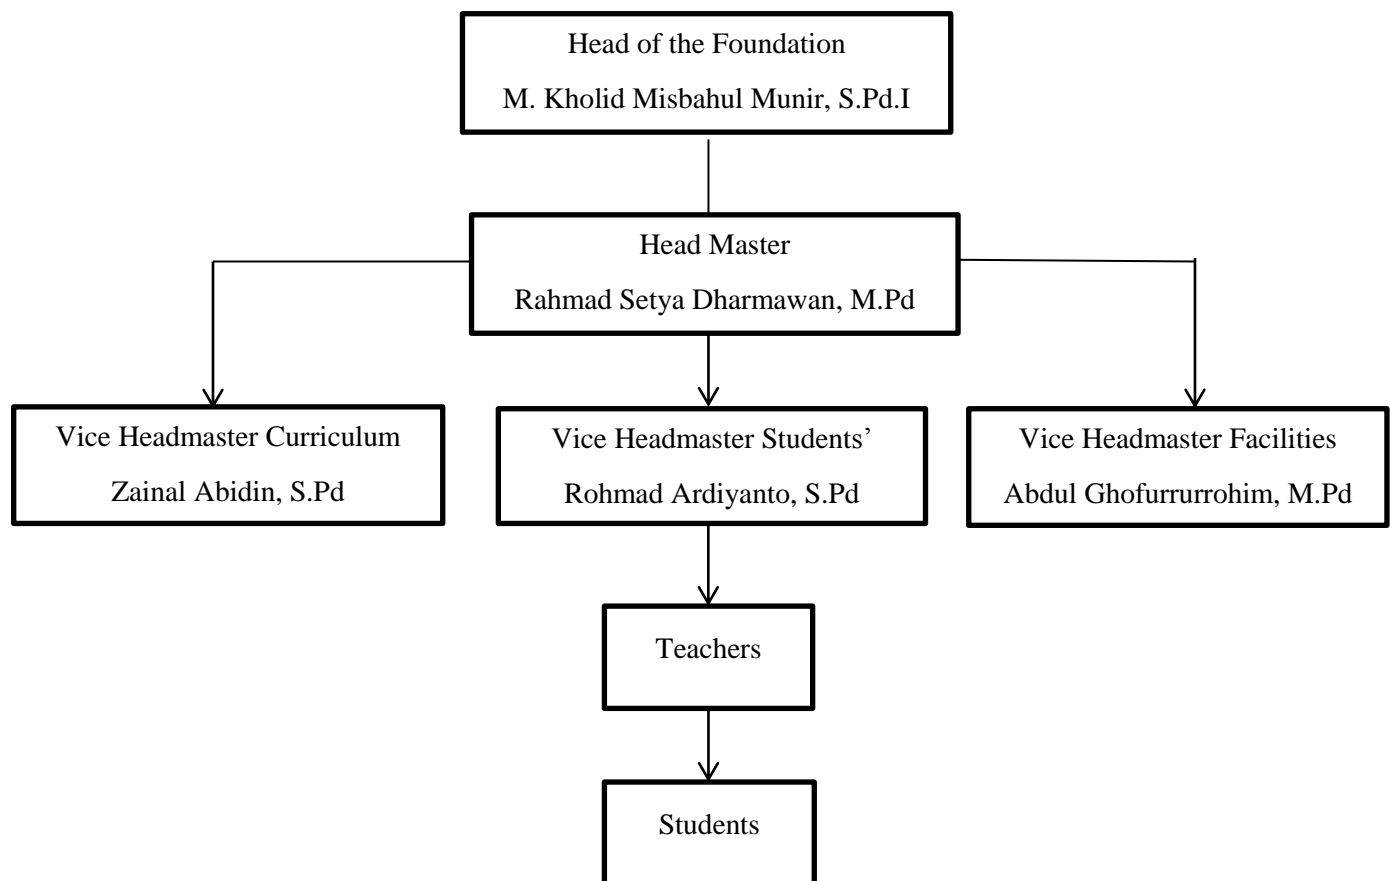 Head of the Foundation
M. Kholid Misbahul Munir, S.Pd.I
Head Master
Rahmad Setya Dharmawan, M.Pd
Vice Headmaster Curriculum
Zainal Abidin, S.Pd
Vice Headmaster Students’
Rohmad Ardiyanto, S.Pd
Vice Headmaster Facilities
Abdul Ghofurrurrohim, M.Pd
Teachers
Students